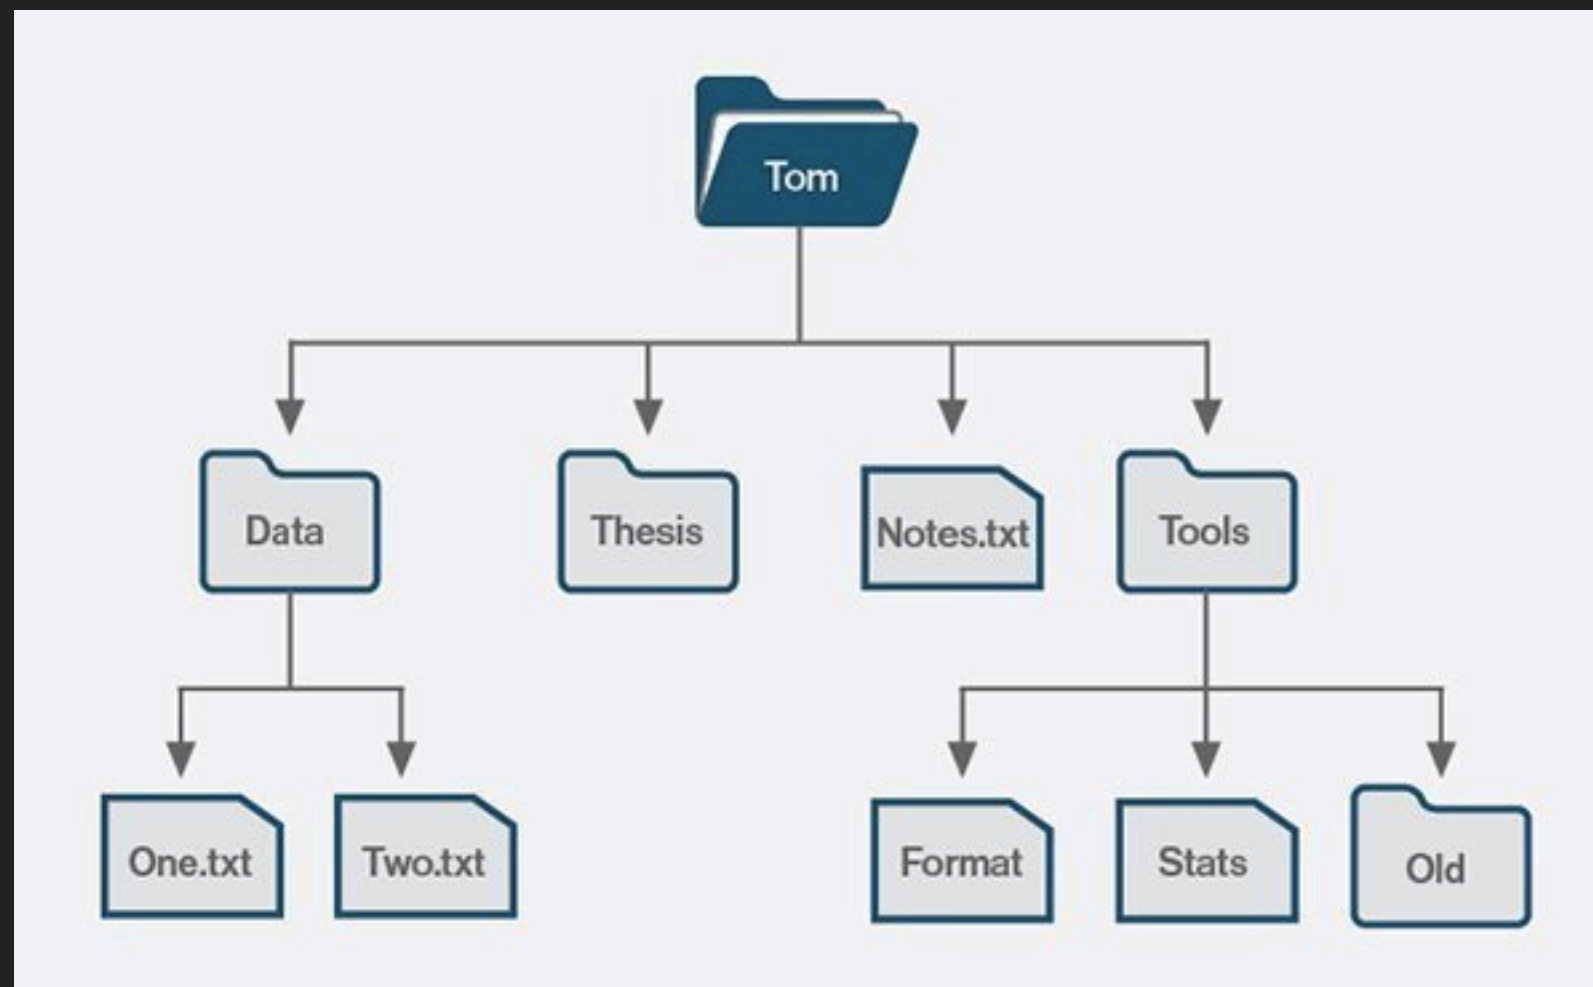 Tom
Data
Thesis
Notes.txt
Tools
One.txt
Two.txt
Format
Stats
Old